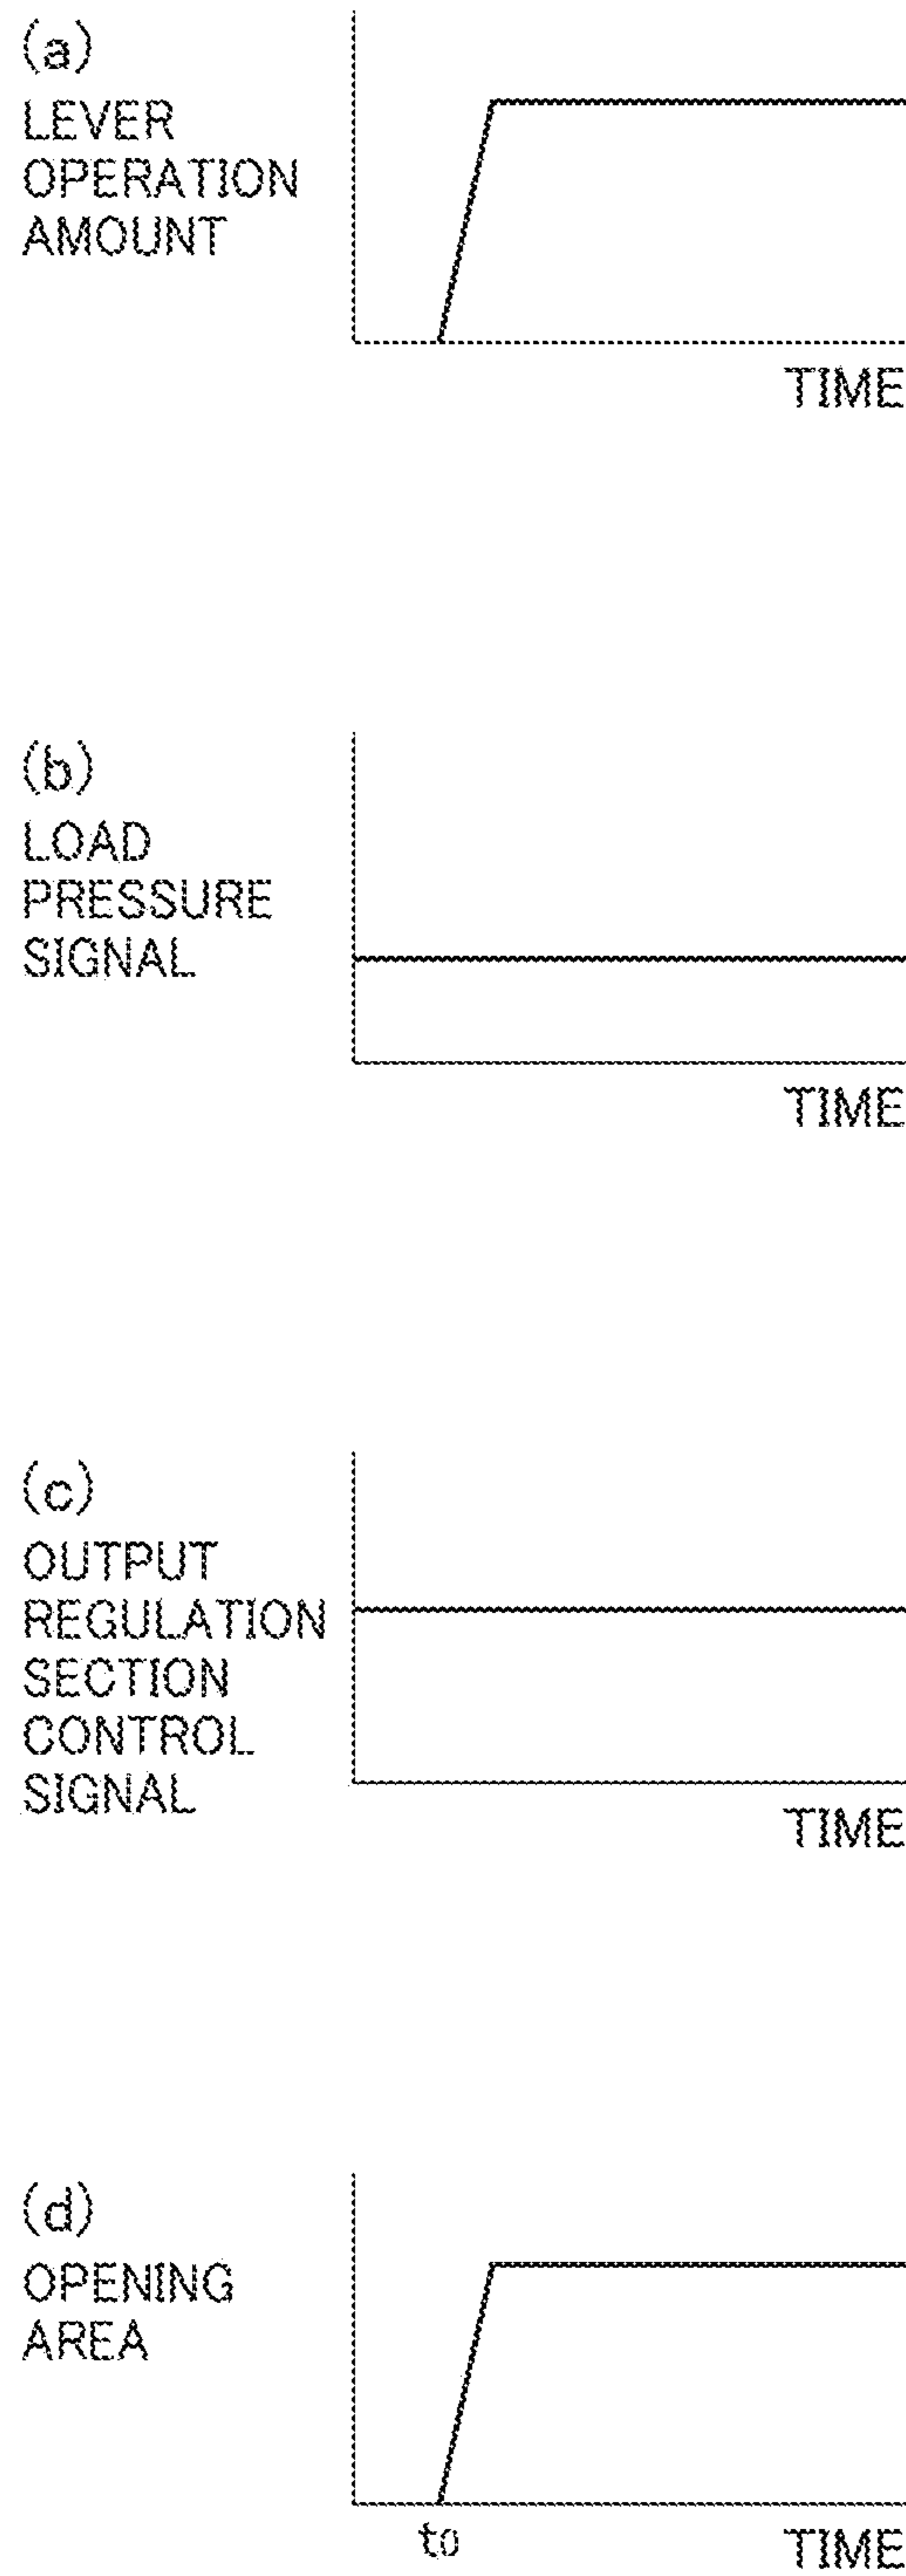 (a)
LEVER
OPERATION
AMOUNT
TIME
(b)
LOAD
PRESSURE
SIGNAL
TIME
(c)
OUTPUT
REGULATION
SECTION
CONTROL
SIGNAL
TIME
(d)
OPENING
AREA
t0
TIME